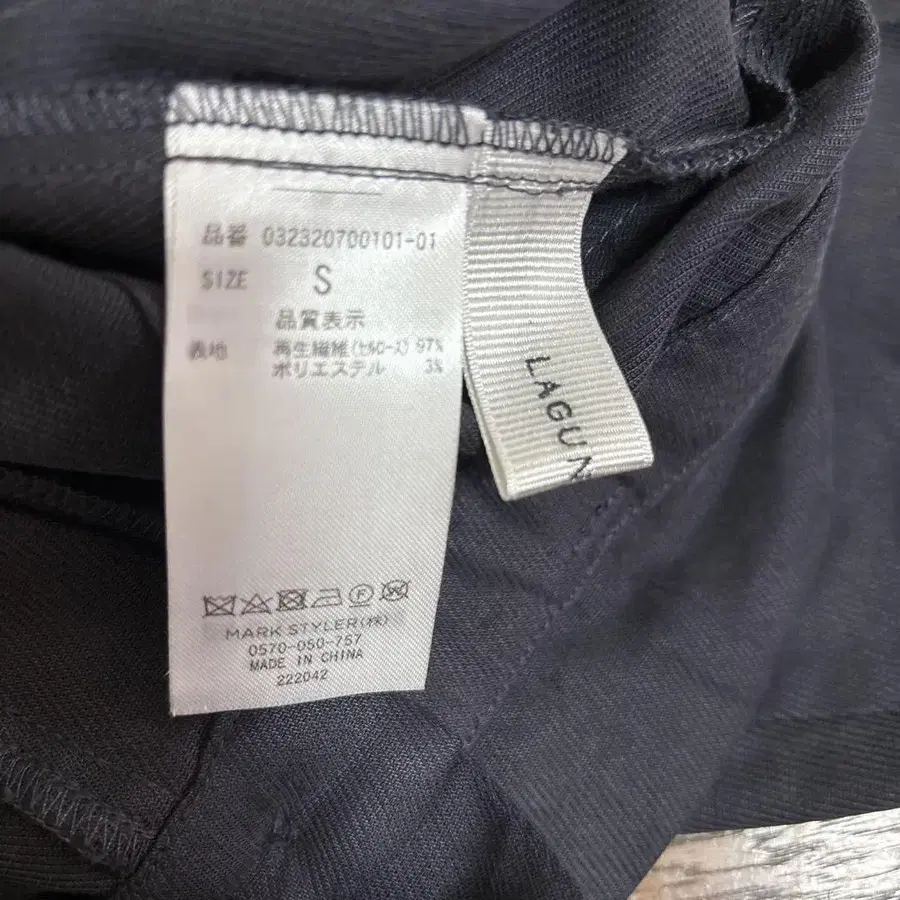 品番 032320700101-01
SIZE S
品質表示
表地 再生繊維(セルロース) 97%
ポリエステル 3%
MARK STYLER(株)
0570-050-757
MADE IN CHINA
222042
LAGUN